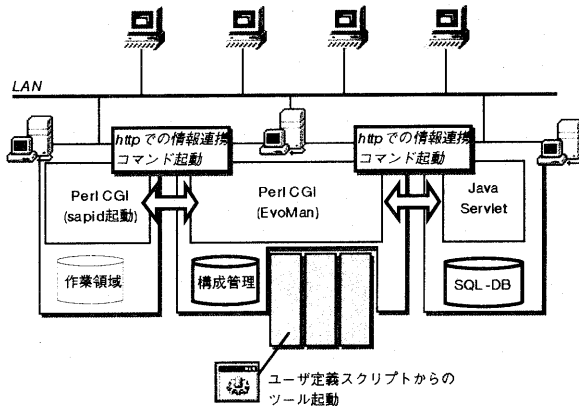 LAN
httpでの情報連携
コマンド起動
httpでの情報連携
コマンド起動
Perl CGI
(sapid起動)
Perl CGI
(EvoMan)
Java
Servlet
作業領域
構成管理
SQL-DB
ユーザ定義スクリプトからの
ツール起動